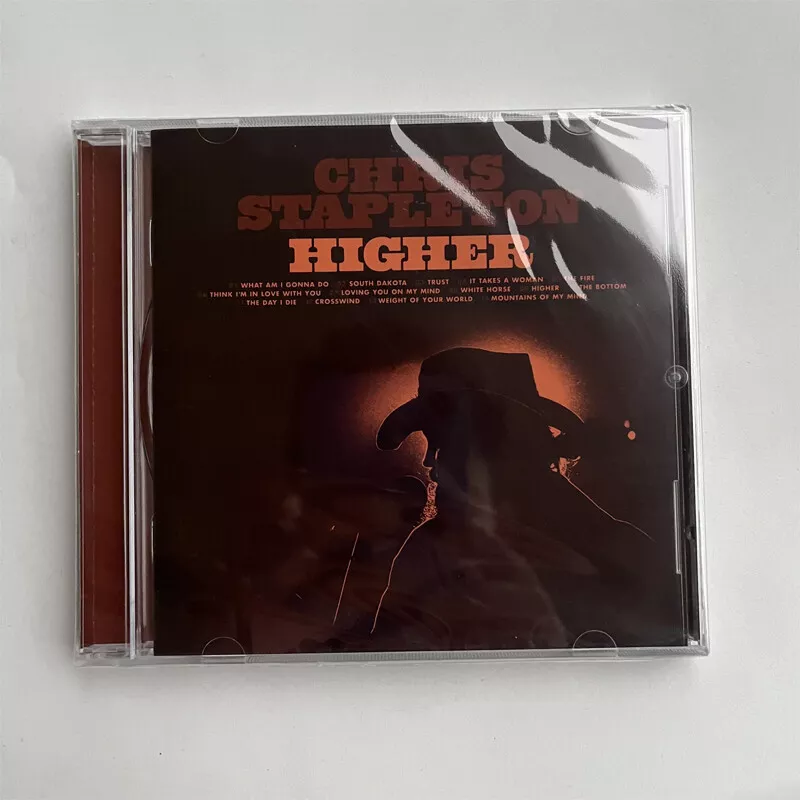 CHRIS
STAPLETON
HIGHER
WHAT AM I GONNA DO SOUTH DAKOTA TRUST IT TAKES A WOMAN THE FIRE
THINK I'M IN LOVE WITH YOU LOVING YOU ON MY MIND WHITE HORSE HIGHER THE BOTTOM
THE DAY I DIE CROSSWIND WEIGHT OF YOUR WORLD MOUNTAINS OF MY MIND